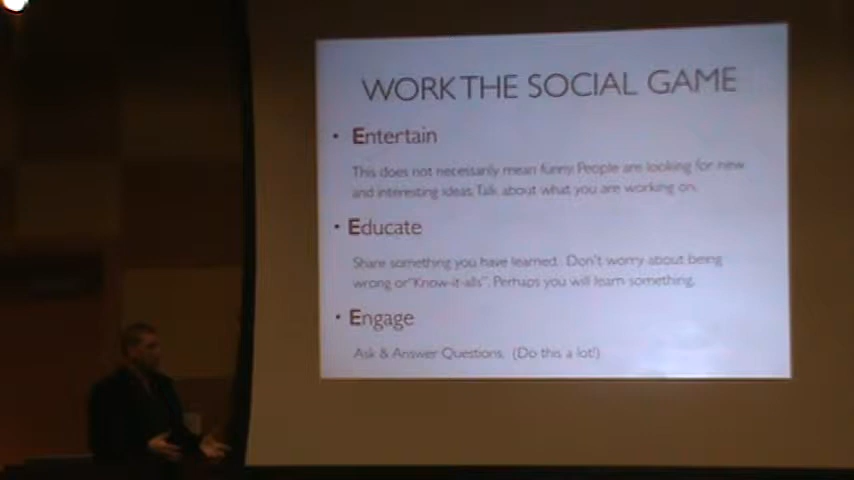 WORK THE SOCIAL GAME
• Entertain
This does not necessarily mean funny. People are looking for new
and interesting ideas. Talk about what you are working on.
• Educate
Share something you have learned. Don't worry about being
wrong or "Know-it-alls". Perhaps you will learn something.
• Engage
Ask & Answer Questions. (Do this a lot!)